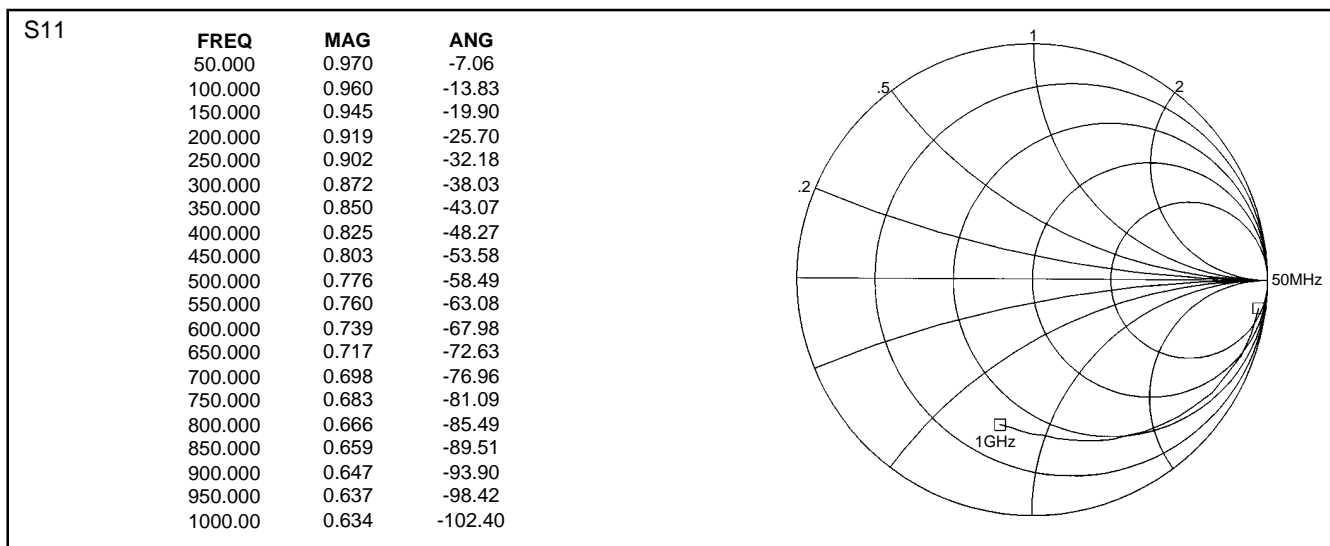 S11
FREQ MAG ANG
50.000 0.970 -7.06
100.000 0.960 -13.83
150.000 0.945 -19.90
200.000 0.919 -25.70
250.000 0.902 -32.18
300.000 0.872 -38.03
350.000 0.850 -43.07
400.000 0.825 -48.27
450.000 0.803 -53.58
500.000 0.776 -58.49
550.000 0.760 -63.08
600.000 0.739 -67.98
650.000 0.717 -72.63
700.000 0.698 -76.96
750.000 0.683 -81.09
800.000 0.666 -85.49
850.000 0.659 -89.51
900.000 0.647 -93.90
950.000 0.637 -98.42
1000.00 0.634 -102.40
1
.5
2
.2
50MHz
1GHz